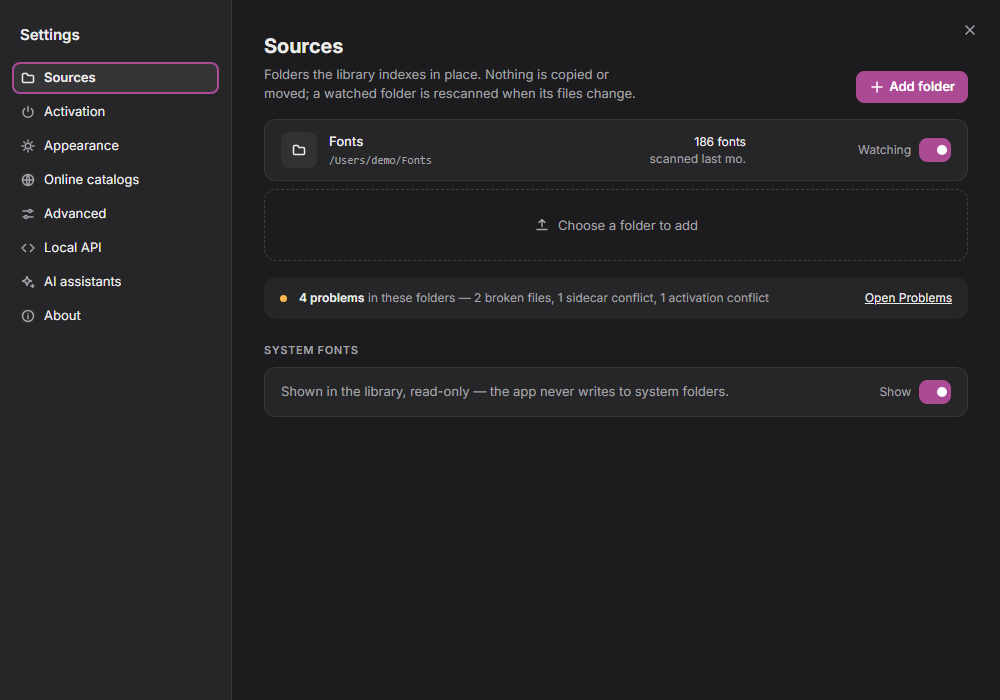 Settings
Sources
Activation
Appearance
Online catalogs
Advanced
Local API
AI assistants
About
Sources
Folders the library indexes in place. Nothing is copied or
moved; a watched folder is rescanned when its files change.
Add folder
Fonts
/Users/demo/Fonts
186 fonts
scanned last mo.
Watching
Choose a folder to add
4 problems in these folders — 2 broken files, 1 sidecar conflict, 1 activation conflict
Open Problems
SYSTEM FONTS
Shown in the library, read-only — the app never writes to system folders.
Show